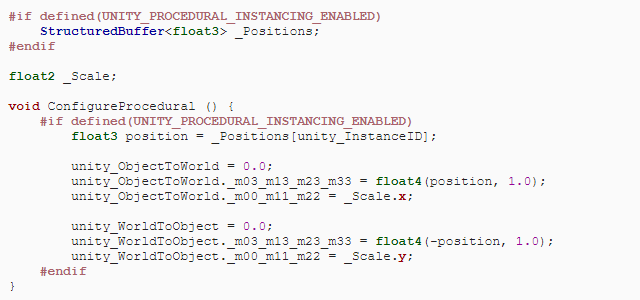 #if defined(UNITY_PROCEDURAL_INSTANCING_ENABLED)
    StructuredBuffer<float3> _Positions;
#endif

float2 _Scale;

void ConfigureProcedural () {
    #if defined(UNITY_PROCEDURAL_INSTANCING_ENABLED)
        float3 position = _Positions[unity_InstanceID];

        unity_ObjectToWorld = 0.0;
        unity_ObjectToWorld._m03_m13_m23_m33 = float4(position, 1.0);
        unity_ObjectToWorld._m00_m11_m22 = _Scale.x;

        unity_WorldToObject = 0.0;
        unity_WorldToObject._m03_m13_m23_m33 = float4(-position, 1.0);
        unity_WorldToObject._m00_m11_m22 = _Scale.y;
    #endif
}